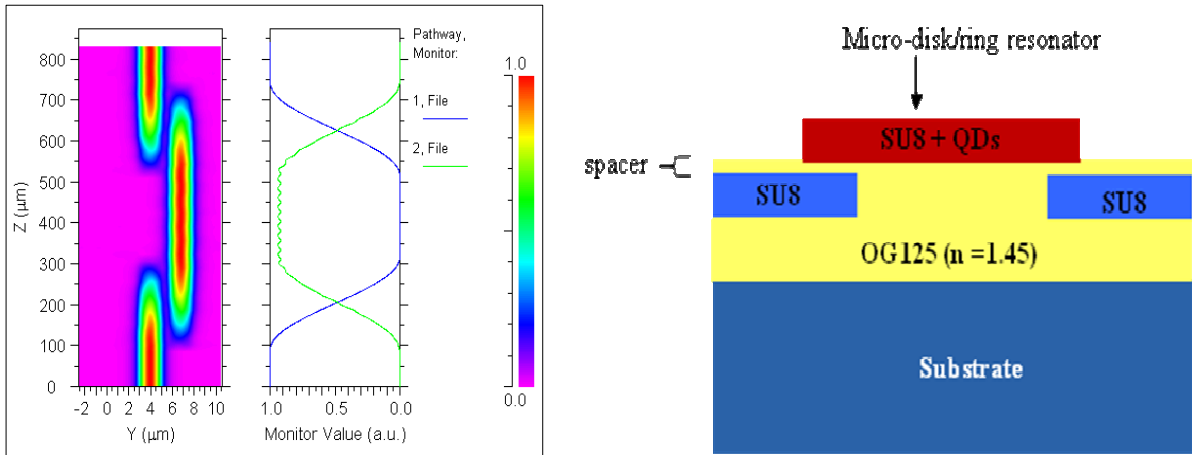 Pathway,
Monitor:
1, File
2, File
1.0
0.0
800
700
600
500
400
300
200
100
0
Z (µm)
-2 0 2 4 6 8 10
Y (µm)
1.0 0.5 0.0
Monitor Value (a.u.)
Micro-disk/ring resonator
SU8 + QDs
spacer
SU8
SU8
OG125 (n =1.45)
Substrate